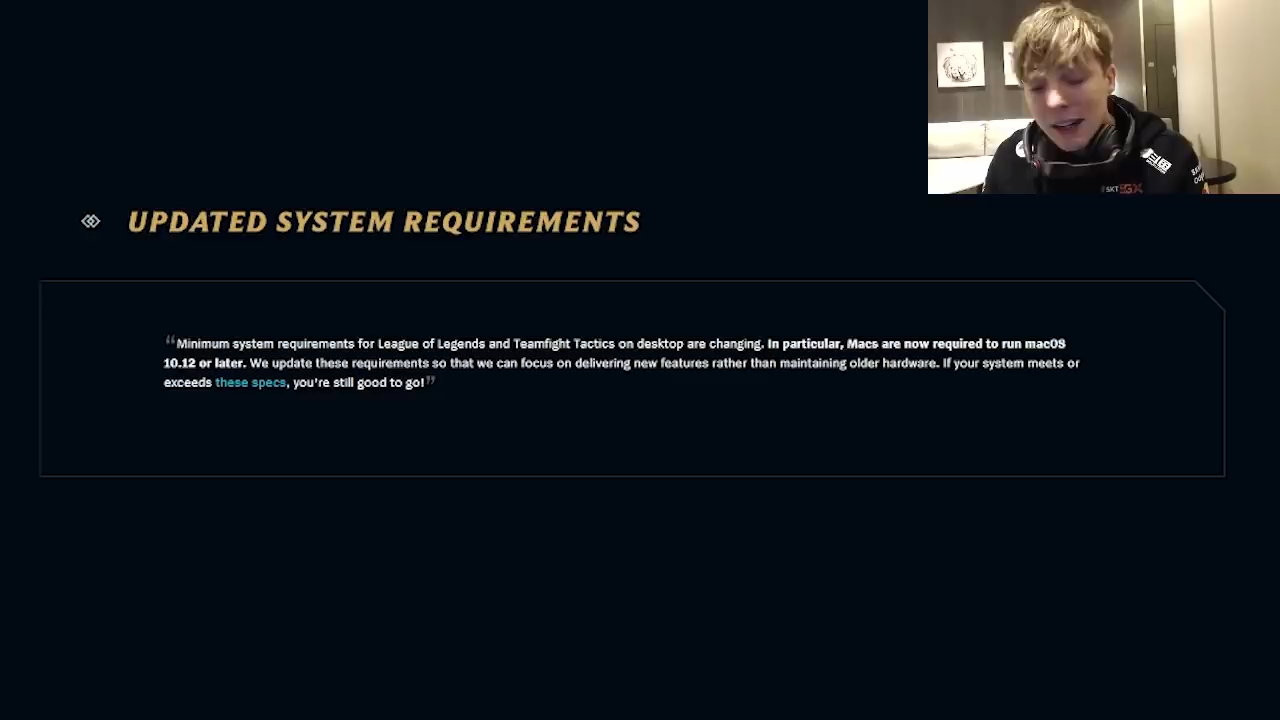 UPDATED SYSTEM REQUIREMENTS
“Minimum system requirements for League of Legends and Teamfight Tactics on desktop are changing. In particular, Macs are now required to run macOS
10.12 or later. We update these requirements so that we can focus on delivering new features rather than maintaining older hardware. If your system meets or
exceeds these specs, you're still good to go!”
SKT